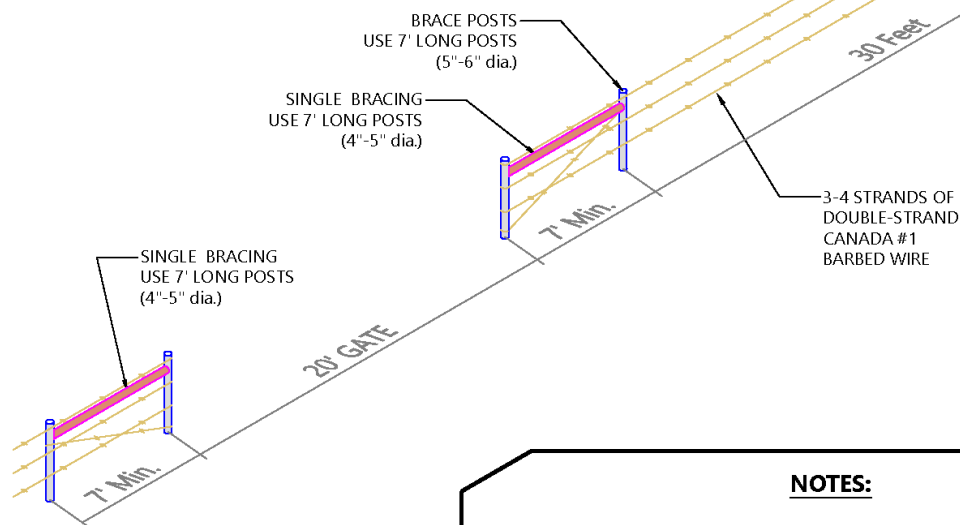 BRACE POSTS
USE 7' LONG POSTS
(5"-6" dia.)
30 Feet
SINGLE BRACING
USE 7' LONG POSTS
(4"-5" dia.)
7' Min.
3-4 STRANDS OF
DOUBLE-STRAND
CANADA #1
BARBED WIRE
SINGLE BRACING
USE 7' LONG POSTS
(4"-5" dia.)
20' GATE
7' Min.
NOTES: